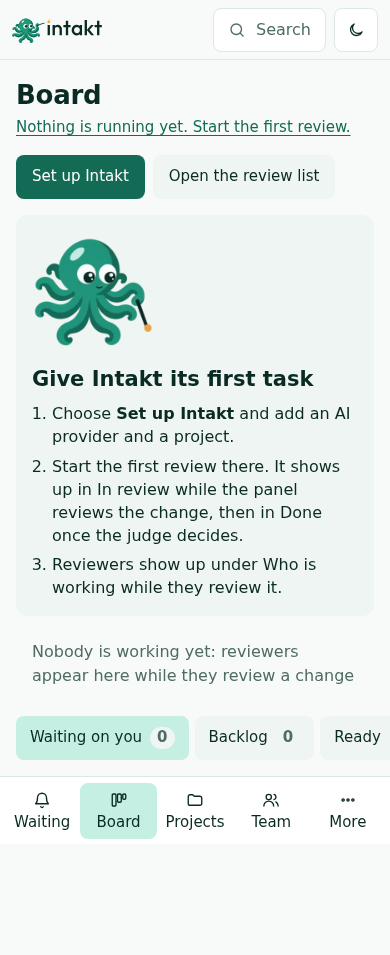 intakt
Search
Board
Nothing is running yet. Start the first review.
Set up Intakt
Open the review list
Give Intakt its first task
1. Choose Set up Intakt and add an AI
provider and a project.
2. Start the first review there. It shows
up in In review while the panel
reviews the change, then in Done
once the judge decides.
3. Reviewers show up under Who is
working while they review it.
Nobody is working yet: reviewers
appear here while they review a change
Waiting on you 0
Backlog 0
Ready
Waiting
Board
Projects
Team
More